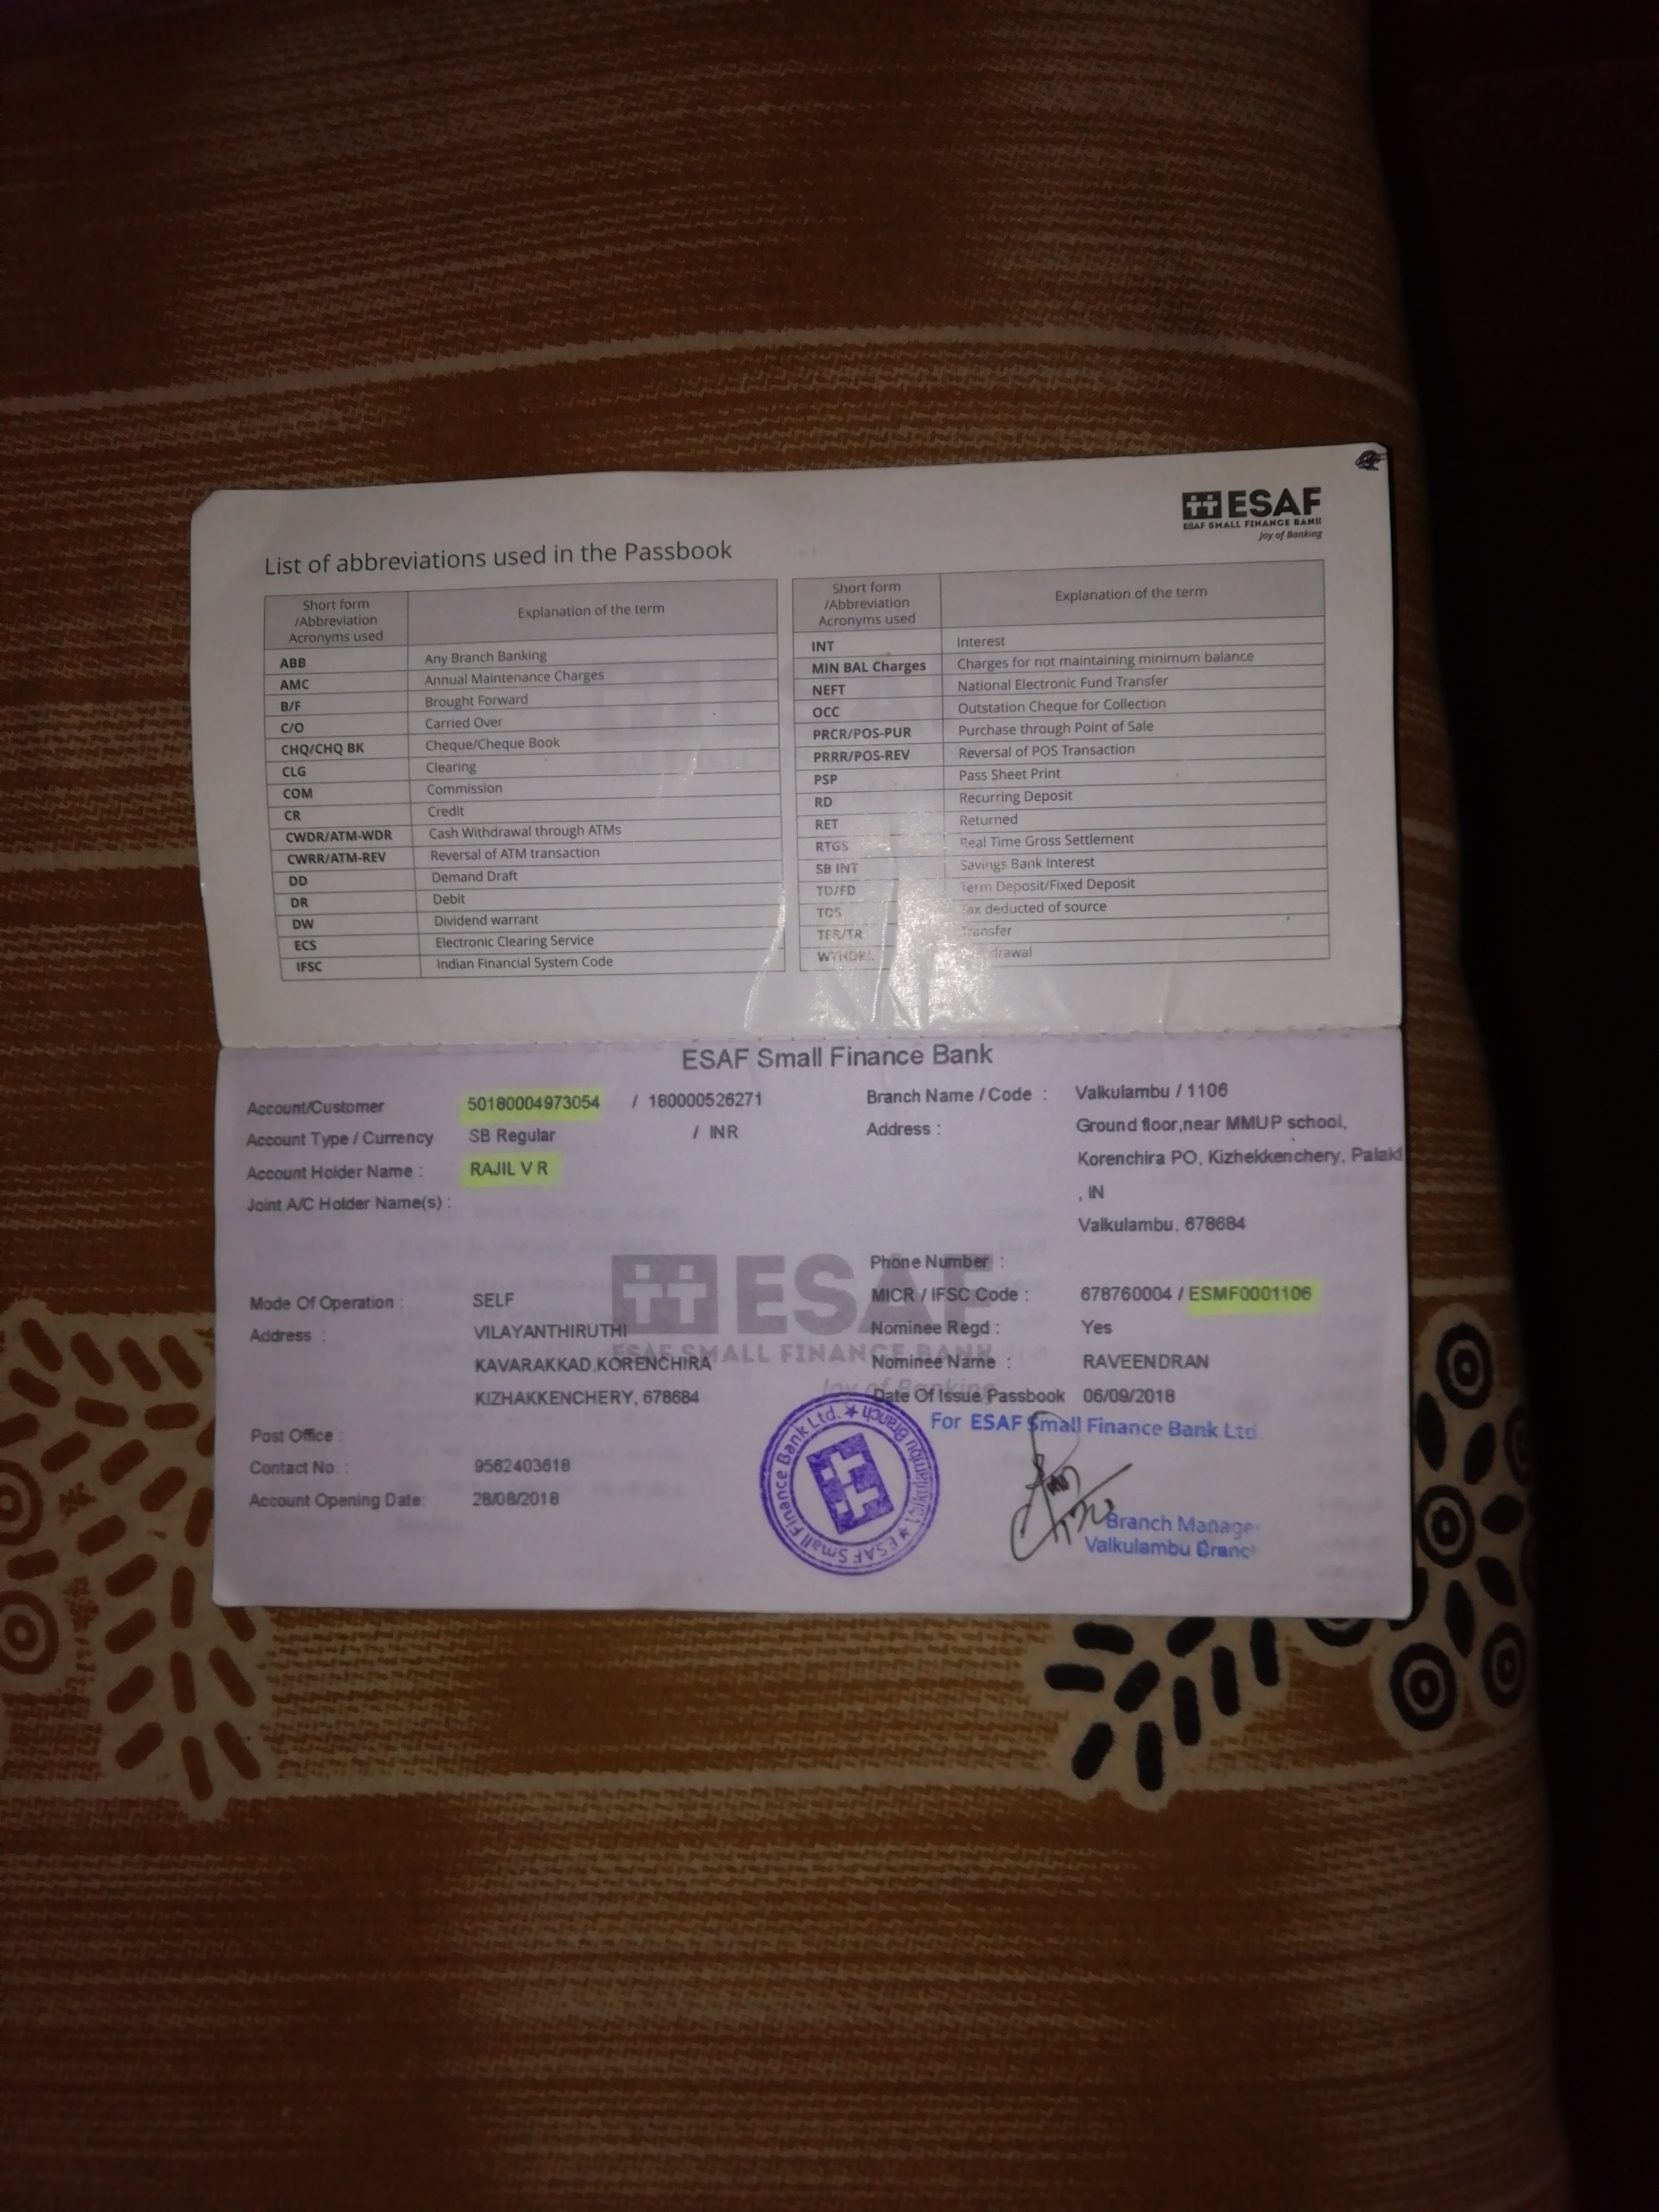 ESAF
ESAF SMALL FINANCE BANK
Joy of Banking
List of abbreviations used in the Passbook
Short form /Abbreviation Acronyms used Explanation of the term
ABB Any Branch Banking
AMC Annual Maintenance Charges
B/F Brought Forward
C/O Carried Over
CHQ/CHQ BK Cheque/Cheque Book
CLG Clearing
COM Commission
CR Credit
CWDR/ATM-WDR Cash Withdrawal through ATMs
CWRR/ATM-REV Reversal of ATM transaction
DD Demand Draft
DR Debit
DW Dividend warrant
ECS Electronic Clearing Service
IFSC Indian Financial System Code
Short form /Abbreviation Acronyms used Explanation of the term
INT Interest
MIN BAL Charges Charges for not maintaining minimum balance
NEFT National Electronic Fund Transfer
OCC Outstation Cheque for Collection
PRCR/POS-PUR Purchase through Point of Sale
PRRR/POS-REV Reversal of POS Transaction
PSP Pass Sheet Print
RD Recurring Deposit
RET Returned
RTGS Real Time Gross Settlement
SB INT Savings Bank Interest
TD/FD Term Deposit/Fixed Deposit
TDS Tax deducted of source
TFR/TR Transfer
ESAF Small Finance Bank
Account/Customer 50180004973054 / 180000526271
Account Type / Currency SB Regular / INR
Account Holder Name : RAJIL V R
Joint A/C Holder Name(s) :
Mode Of Operation : SELF
Address : VILAYANTHIRUTHI
KAVARAKKAD,KORENCHIRA
KIZHAKKENCHERY, 678684
Post Office :
Contact No. : 9562403618
Account Opening Date: 28/08/2018
Branch Name / Code : Valkulambu / 1106
Address : Ground floor,near MMUP school,
Korenchira PO, Kizhekkenchery, Palakl
, IN
Valkulambu, 678684
Phone Number :
MICR / IFSC Code : 678760004 / ESMF0001106
Nominee Regd : Yes
Nominee Name : RAVEENDRAN
Date Of Issue Passbook 06/09/2018
ESAF
ESAF SMALL FINANCE BANK
Joy of Banking
ESAF Small Finance Bank Ltd. ★ Valkulambu Branch ★
For ESAF Small Finance Bank Ltd.
Branch Manager
Valkulambu Branch